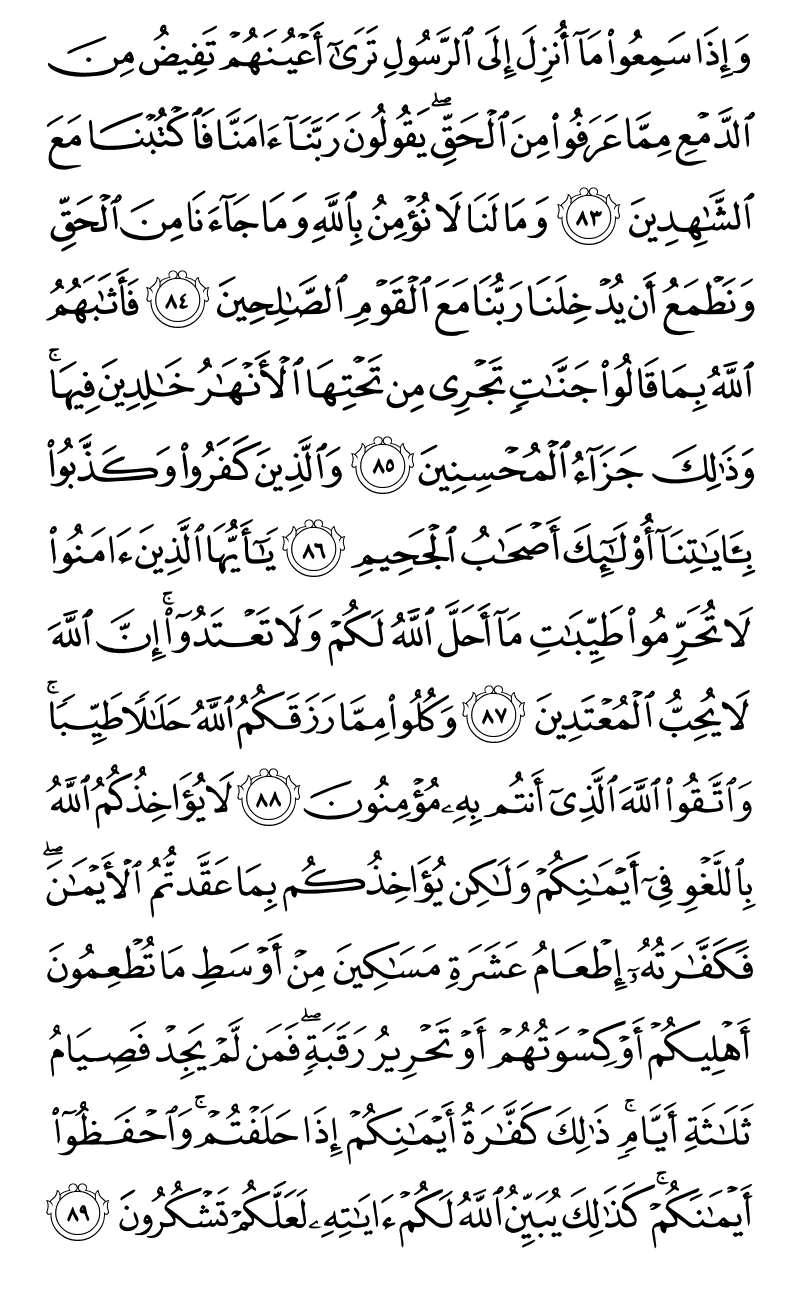 وَإِذَا سَمِعُوا۟ مَآ أُنزِلَ إِلَى ٱلرَّسُولِ تَرَىٰٓ أَعْيُنَهُمْ تَفِيضُ مِنَ
ٱلدَّمْعِ مِمَّا عَرَفُوا۟ مِنَ ٱلْحَقِّ ۖ يَقُولُونَ رَبَّنَآ ءَامَنَّا فَٱكْتُبْنَا مَعَ
ٱلشَّـٰهِدِينَ ٨٣ وَمَا لَنَا لَا نُؤْمِنُ بِٱللَّهِ وَمَا جَآءَنَا مِنَ ٱلْحَقِّ
وَنَطْمَعُ أَن يُدْخِلَنَا رَبُّنَا مَعَ ٱلْقَوْمِ ٱلصَّـٰلِحِينَ ٨٤ فَأَثَـٰبَهُمُ
ٱللَّهُ بِمَا قَالُوا۟ جَنَّـٰتٍ تَجْرِى مِن تَحْتِهَا ٱلْأَنْهَـٰرُ خَـٰلِدِينَ فِيهَا ۚ
وَذَٰلِكَ جَزَآءُ ٱلْمُحْسِنِينَ ٨٥ وَٱلَّذِينَ كَفَرُوا۟ وَكَذَّبُوا۟
بِـَٔايَـٰتِنَآ أُو۟لَـٰٓئِكَ أَصْحَـٰبُ ٱلْجَحِيمِ ٨٦ يَـٰٓأَيُّهَا ٱلَّذِينَ ءَامَنُوا۟
لَا تُحَرِّمُوا۟ طَيِّبَـٰتِ مَآ أَحَلَّ ٱللَّهُ لَكُمْ وَلَا تَعْتَدُوٓا۟ ۚ إِنَّ ٱللَّهَ
لَا يُحِبُّ ٱلْمُعْتَدِينَ ٨٧ وَكُلُوا۟ مِمَّا رَزَقَكُمُ ٱللَّهُ حَلَـٰلًا طَيِّبًا ۚ
وَٱتَّقُوا۟ ٱللَّهَ ٱلَّذِىٓ أَنتُم بِهِۦ مُؤْمِنُونَ ٨٨ لَا يُؤَاخِذُكُمُ ٱللَّهُ
بِٱللَّغْوِ فِىٓ أَيْمَـٰنِكُمْ وَلَـٰكِن يُؤَاخِذُكُم بِمَا عَقَّدتُّمُ ٱلْأَيْمَـٰنَ ۖ
فَكَفَّـٰرَتُهُۥٓ إِطْعَامُ عَشَرَةِ مَسَـٰكِينَ مِنْ أَوْسَطِ مَا تُطْعِمُونَ
أَهْلِيكُمْ أَوْ كِسْوَتُهُمْ أَوْ تَحْرِيرُ رَقَبَةٍ ۖ فَمَن لَّمْ يَجِدْ فَصِيَامُ
ثَلَـٰثَةِ أَيَّامٍ ۚ ذَٰلِكَ كَفَّـٰرَةُ أَيْمَـٰنِكُمْ إِذَا حَلَفْتُمْ ۚ وَٱحْفَظُوٓا۟
أَيْمَـٰنَكُمْ ۚ كَذَٰلِكَ يُبَيِّنُ ٱللَّهُ لَكُمْ ءَايَـٰتِهِۦ لَعَلَّكُمْ تَشْكُرُونَ ٨٩